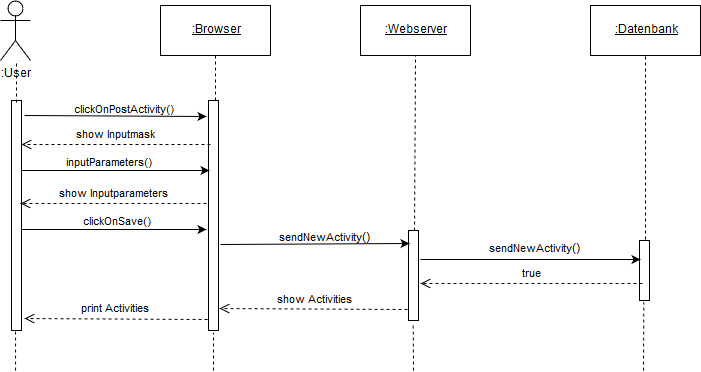 :Browser
:Webserver
:Datenbank
:User
clickOnPostActivity()
show Inputmask
inputParameters()
show Inputparameters
clickOnSave()
sendNewActivity()
sendNewActivity()
true
show Activities
print Activities